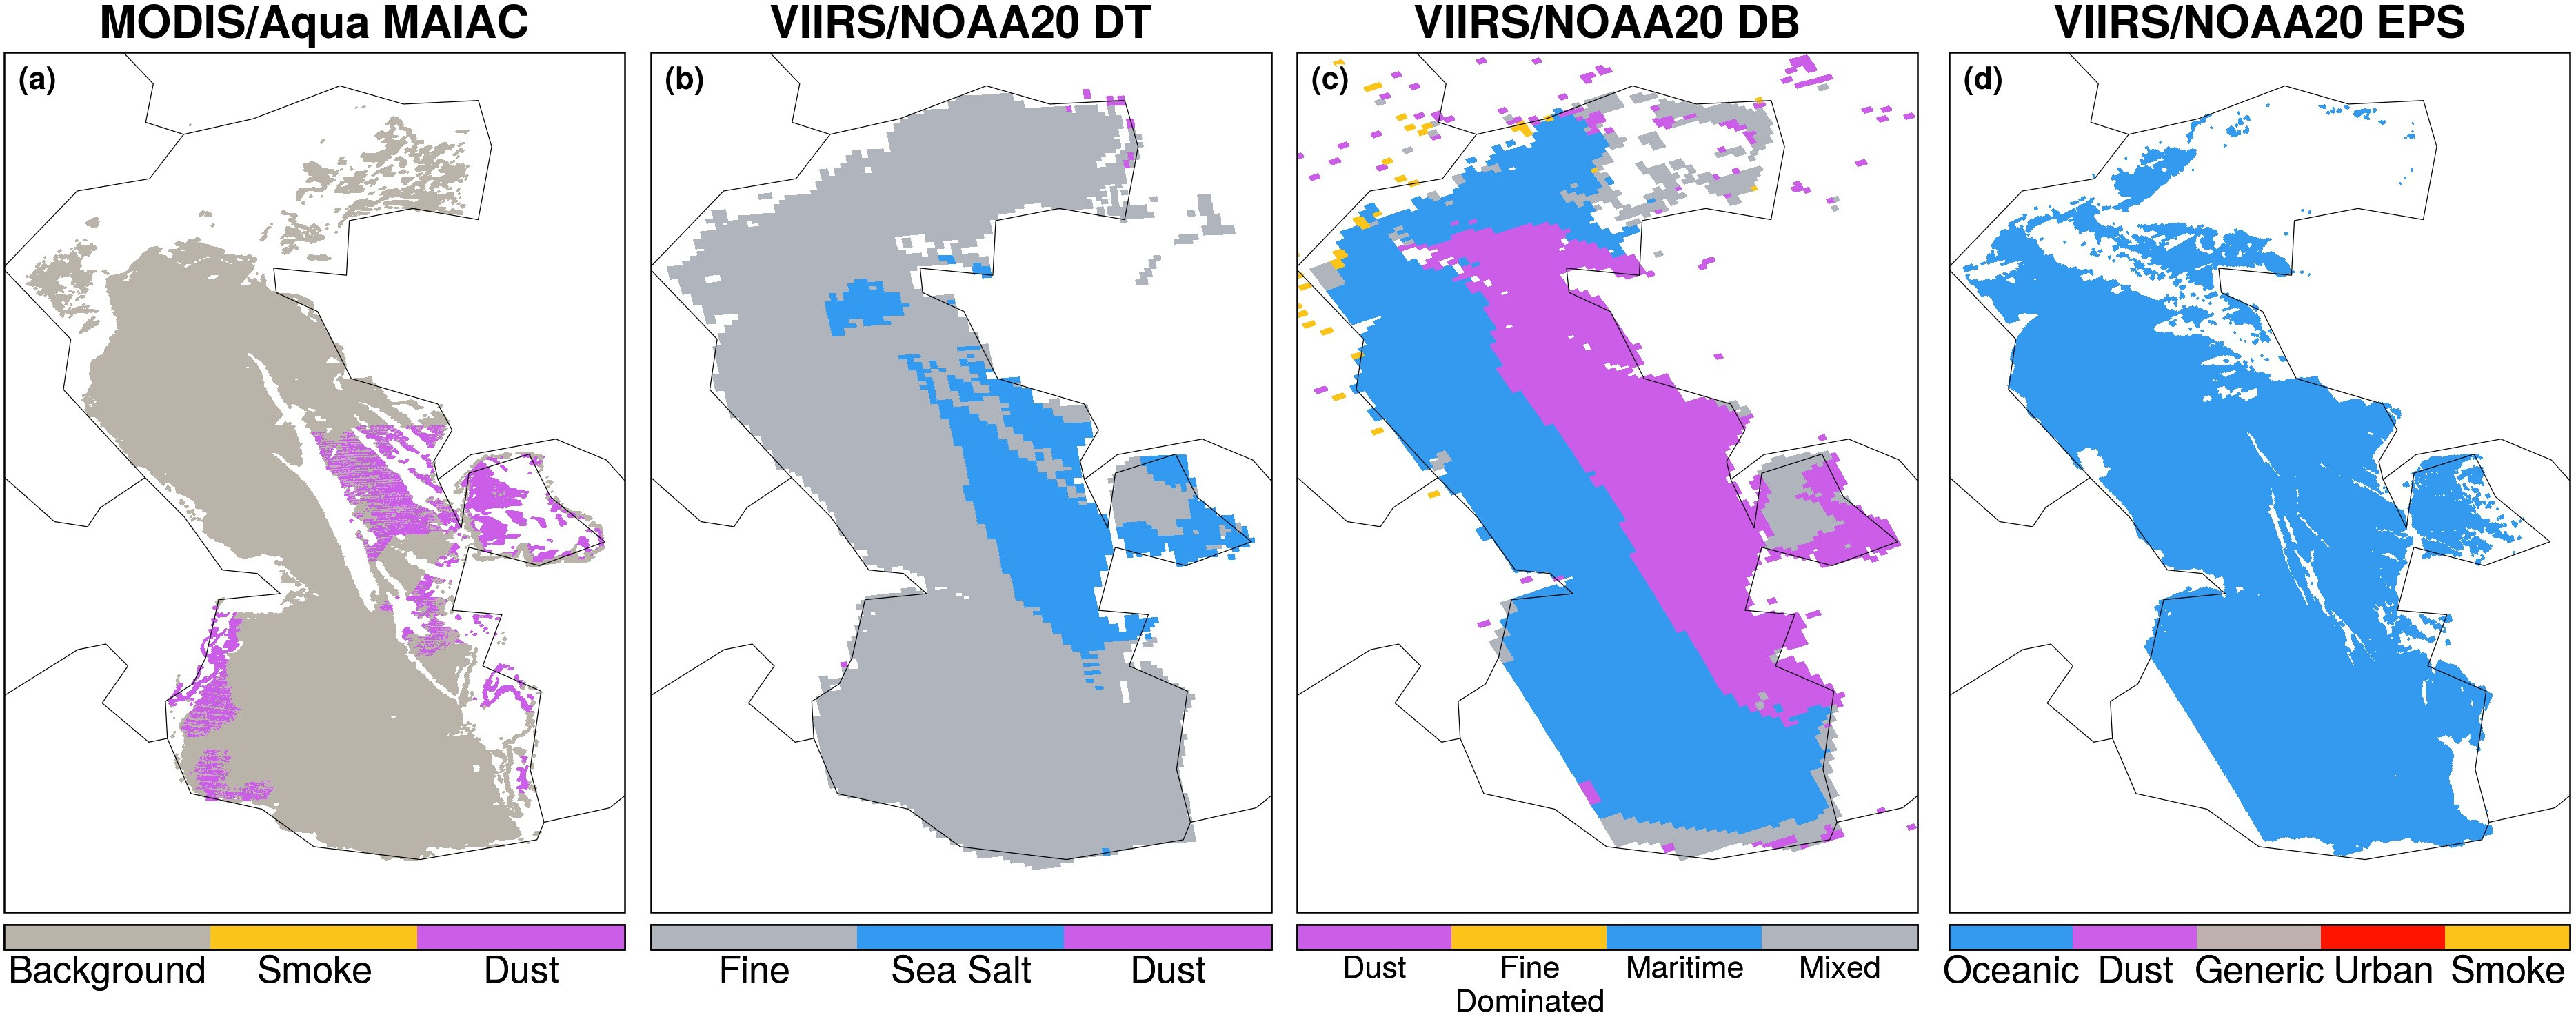 MODIS/Aqua MAIAC
VIIRS/NOAA20 DT
VIIRS/NOAA20 DB
VIIRS/NOAA20 EPS
(a)
(b)
(c)
(d)
Background Smoke Dust
Fine Sea Salt Dust
Dust Fine Dominated Maritime Mixed
Oceanic Dust Generic Urban Smoke